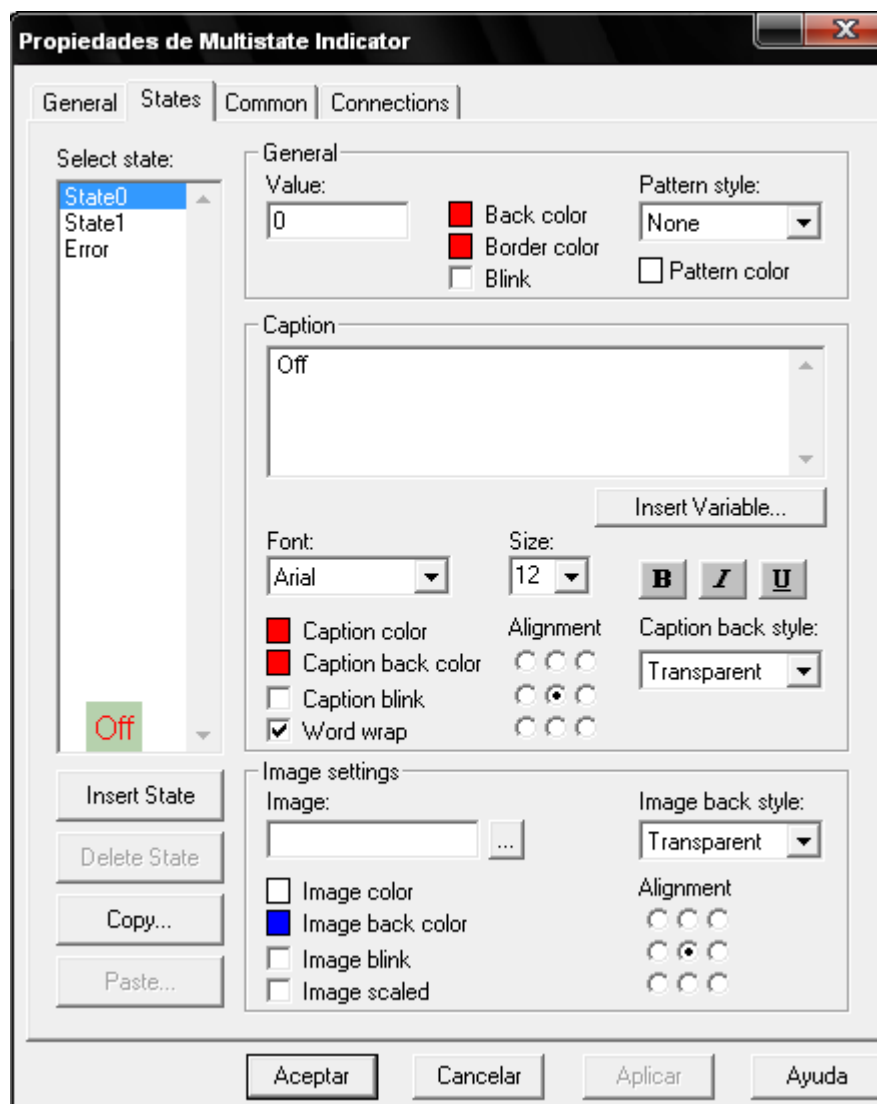 Propiedades de Multistate Indicator
General States Common Connections
Select state:
State0
State1
Error
Off
Insert State
Delete State
Copy...
Paste...
General
Value:
0
Back color
Border color
Blink
Pattern style:
None
Pattern color
Caption
Off
Insert Variable...
Font:
Arial
Size:
12
B I U
Caption color
Caption back color
Caption blink
Word wrap
Alignment
Caption back style:
Transparent
Image settings
Image:
...
Image back style:
Transparent
Image color
Image back color
Image blink
Image scaled
Alignment
Aceptar Cancelar Aplicar Ayuda